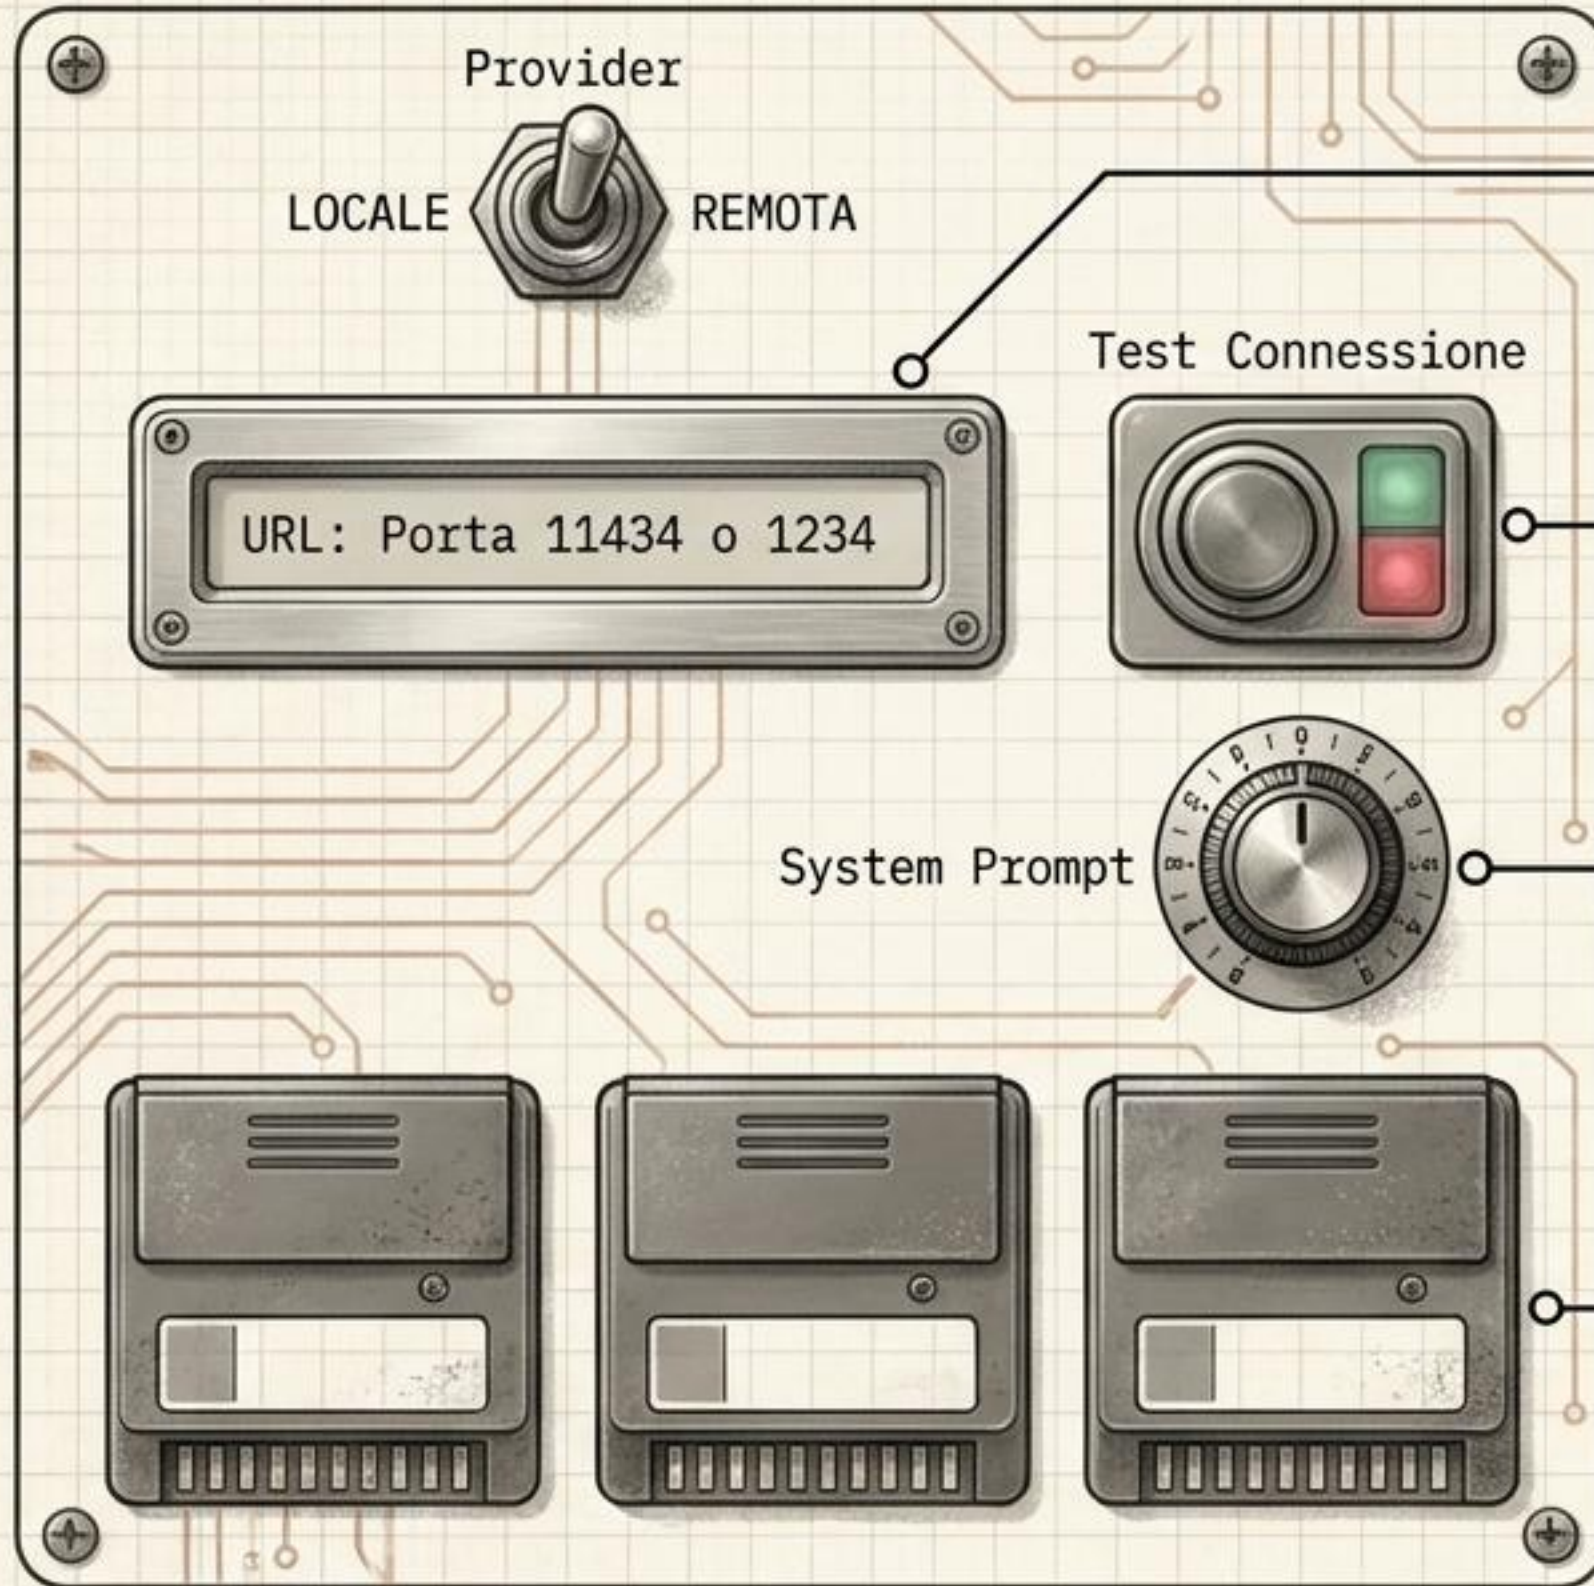 Provider
LOCALE
REMOTA
Test Connessione
URL: Porta 11434 o 1234
System Prompt